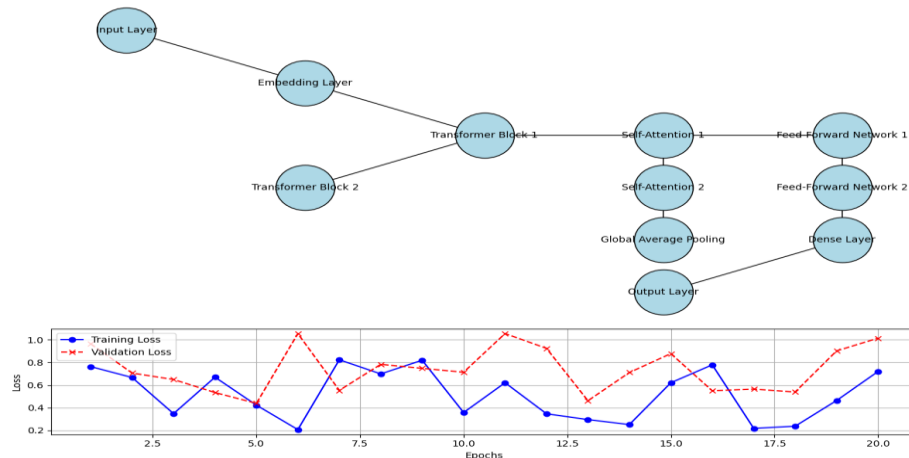 Input Layer
Embedding Layer
Transformer Block 1
Self-Attention 1
Feed-Forward Network 1
Transformer Block 2
Self-Attention 2
Feed-Forward Network 2
Global Average Pooling
Dense Layer
Output Layer
Training Loss
Validation Loss
Loss
1.0
0.8
0.6
0.4
0.2
2.5 5.0 7.5 10.0 12.5 15.0 17.5 20.0
Epochs